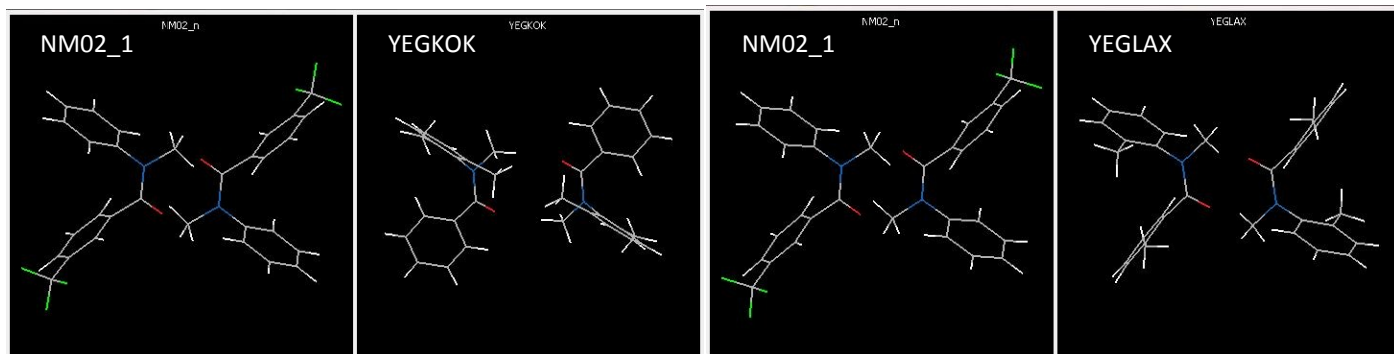 NM02_n
NM02_1
YEGKOK
YEGKOK
NM02_n
NM02_1
YEGLAX
YEGLAX